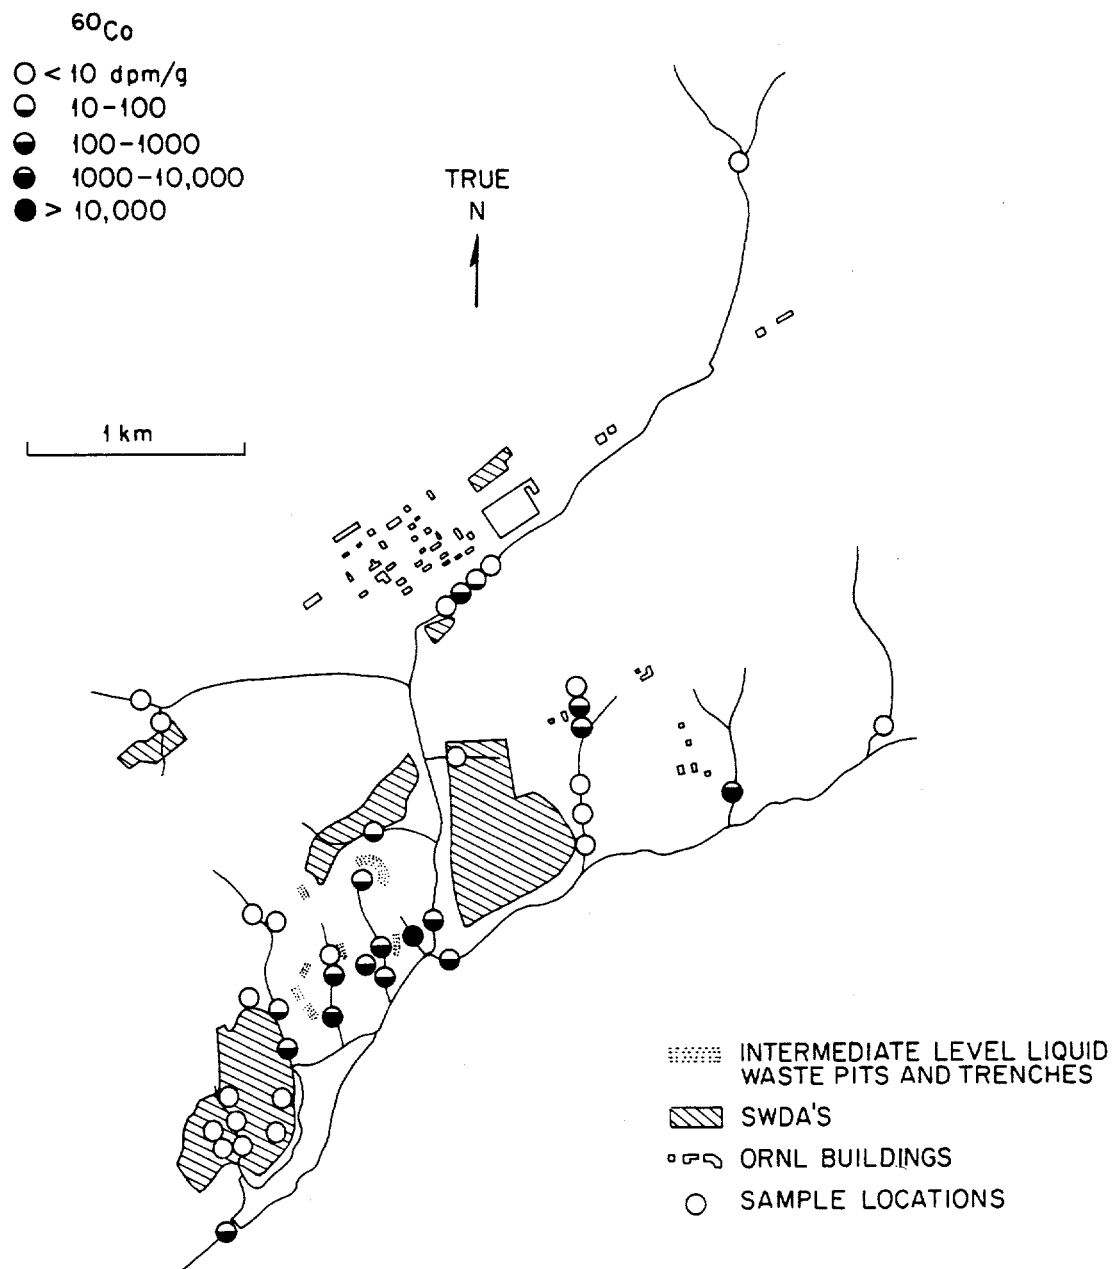 ⁶⁰Co
< 10 dpm/g
10-100
100-1000
1000-10,000
> 10,000
TRUE
N
1 km
INTERMEDIATE LEVEL LIQUID
WASTE PITS AND TRENCHES
SWDA'S
ORNL BUILDINGS
SAMPLE LOCATIONS